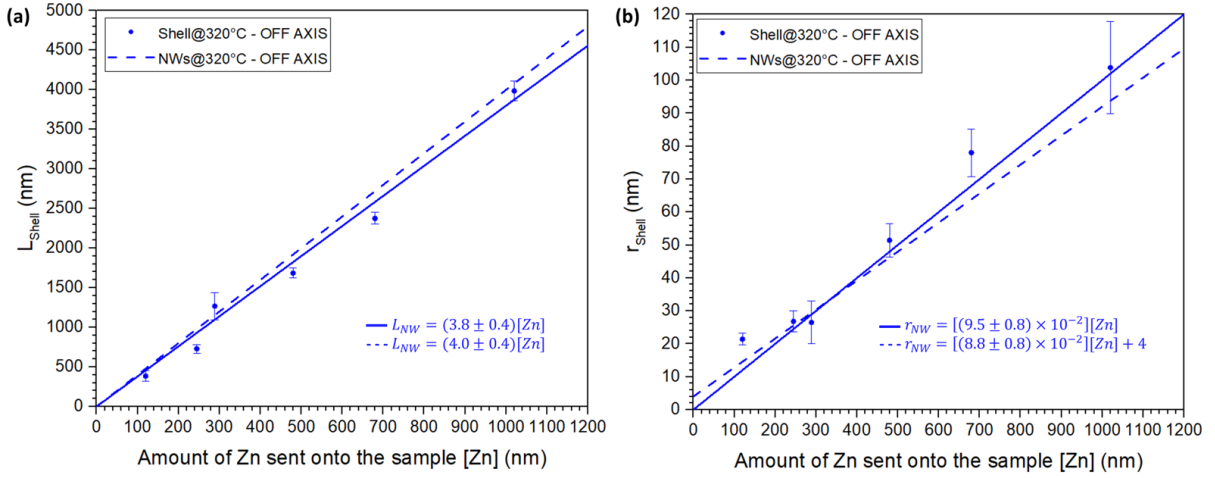 (a)
Shell@320°C - OFF AXIS
NWs@320°C - OFF AXIS
5000
4500
4000
3500
3000
2500
2000
1500
1000
500
0
L_Shell (nm)
L_NW = (3.8 ± 0.4)[Zn]
L_NW = (4.0 ± 0.4)[Zn]
0 100 200 300 400 500 600 700 800 900 1000 1100 1200
Amount of Zn sent onto the sample [Zn] (nm)
(b)
Shell@320°C - OFF AXIS
NWs@320°C - OFF AXIS
120
110
100
90
80
70
60
50
40
30
20
10
0
r_Shell (nm)
r_NW = [(9.5 ± 0.8) × 10⁻²][Zn]
r_NW = [(8.8 ± 0.8) × 10⁻²][Zn] + 4
0 100 200 300 400 500 600 700 800 900 1000 1100 1200
Amount of Zn sent onto the sample [Zn] (nm)